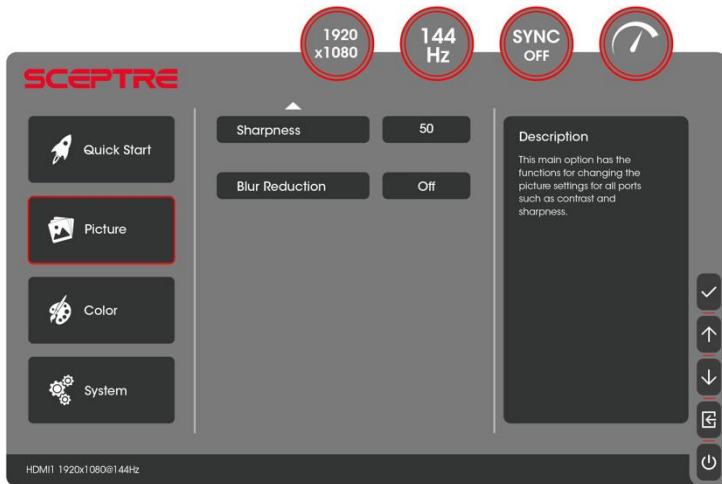 1920
x1080
144
Hz
SYNC
OFF
SCEPTRE
Quick Start
Picture
Color
System
Sharpness 50
Blur Reduction Off
Description
This main option has the
functions for changing the
picture settings for all ports
such as contrast and
sharpness.
HDMI1 1920x1080@144Hz